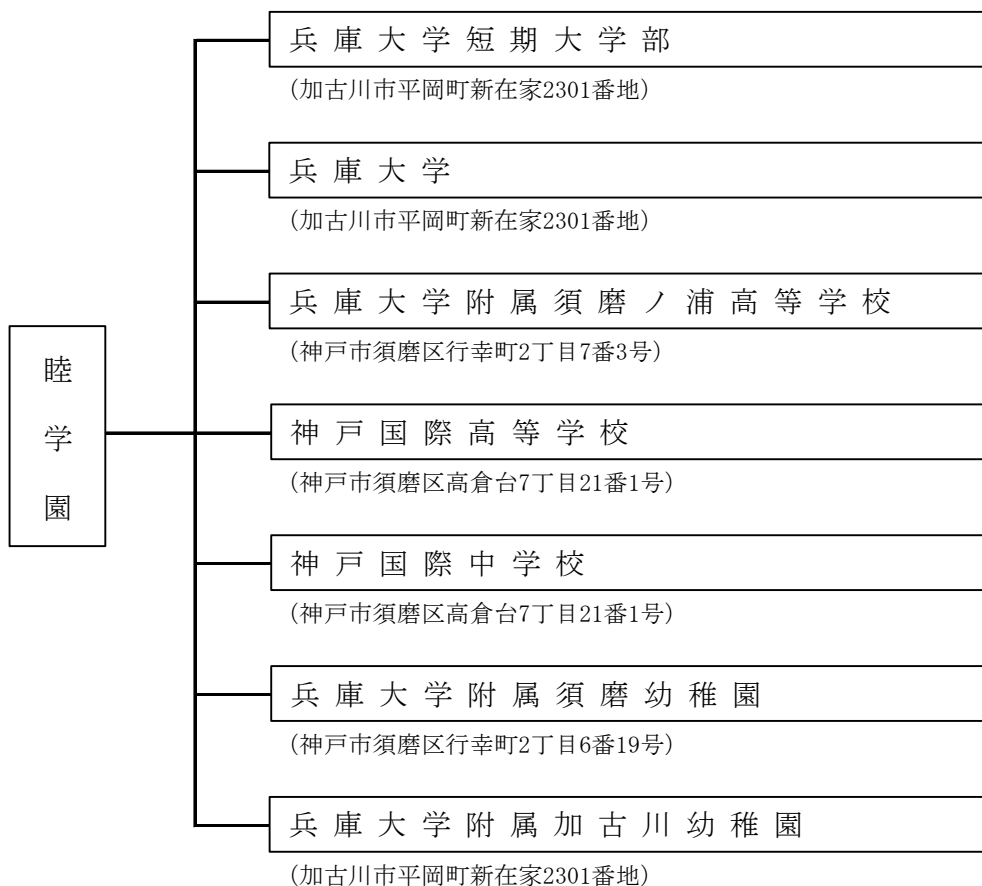 兵庫大学短期大学部
(加古川市平岡町新在家2301番地)
兵庫大学
(加古川市平岡町新在家2301番地)
兵庫大学附属須磨ノ浦高等学校
(神戸市須磨区行幸町2丁目7番3号)
睦学園
神戸国際高等学校
(神戸市須磨区高倉台7丁目21番1号)
神戸国際中学校
(神戸市須磨区高倉台7丁目21番1号)
兵庫大学附属須磨幼稚園
(神戸市須磨区行幸町2丁目6番19号)
兵庫大学附属加古川幼稚園
(加古川市平岡町新在家2301番地)